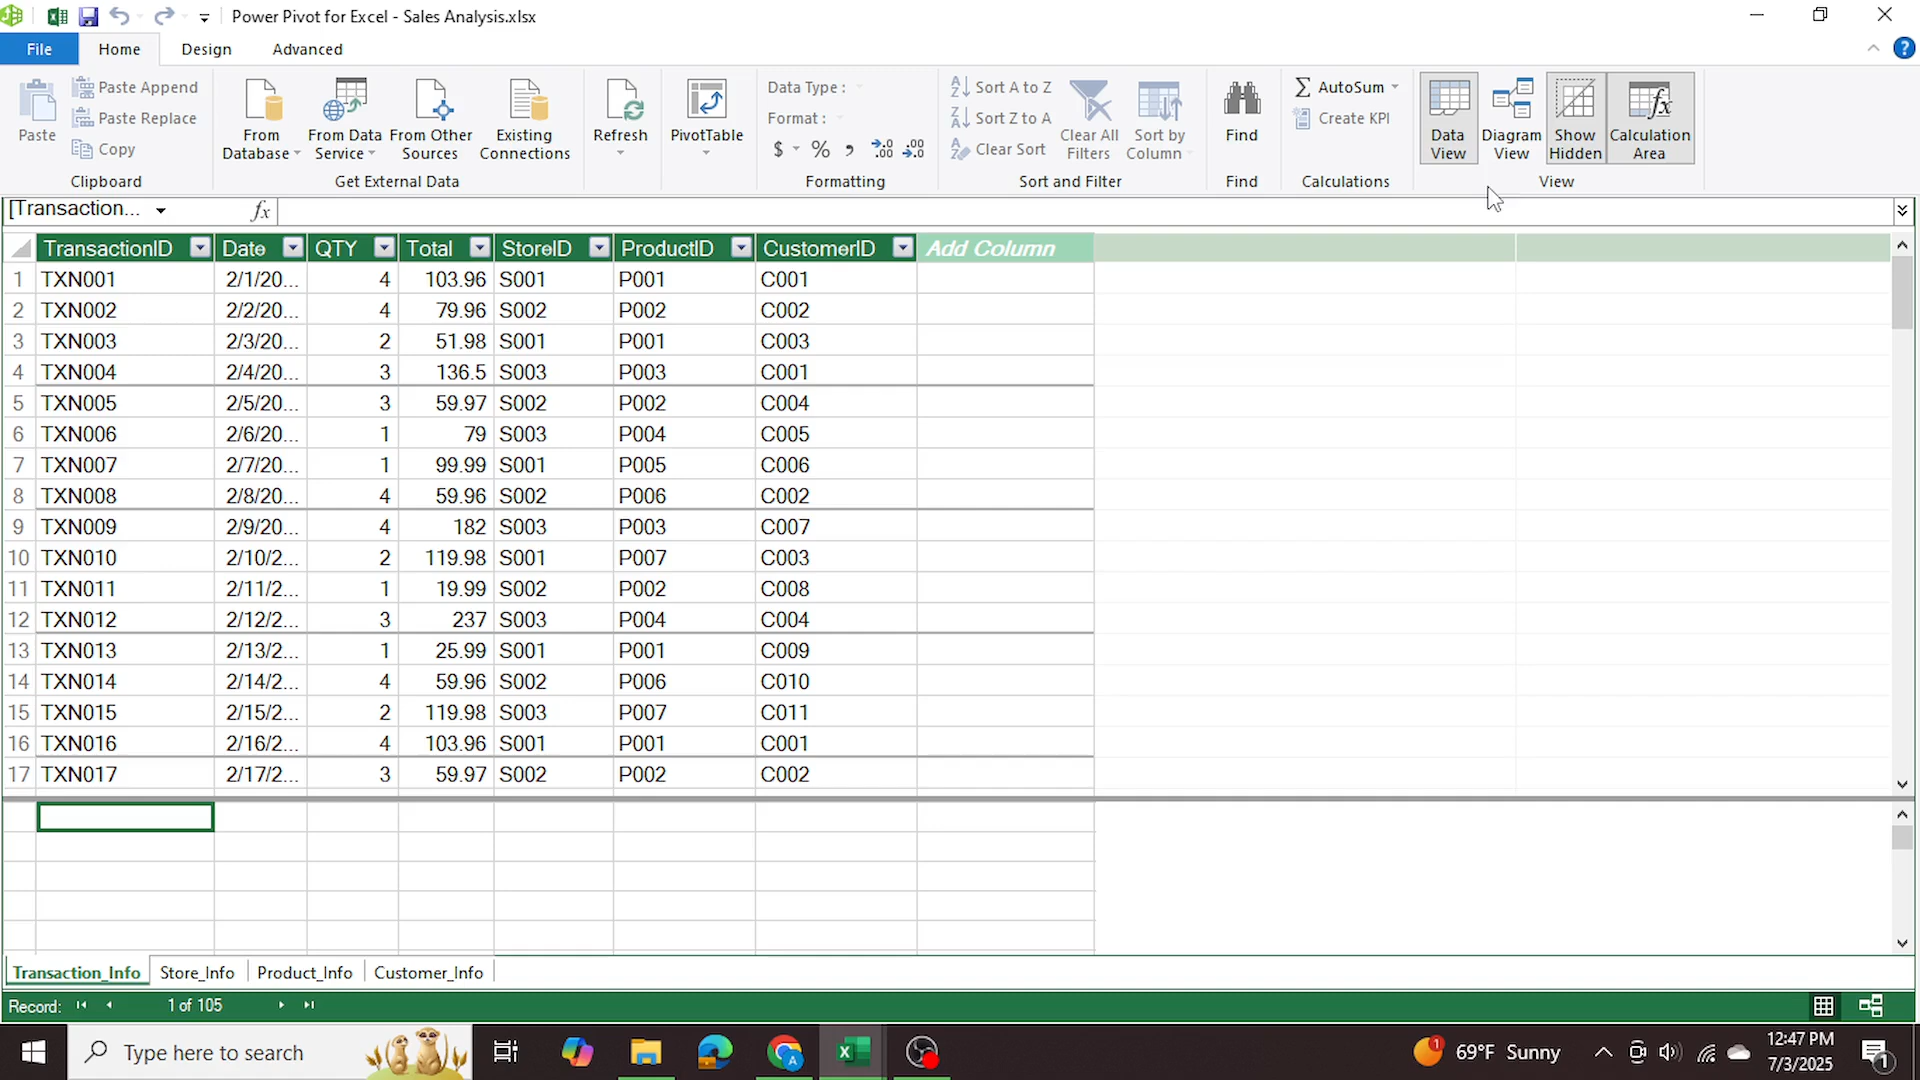 Power Pivot for Excel - Sales Analysis.xlsx
File Home Design Advanced
Paste
Paste Append
Paste Replace
Copy
Clipboard
From Database
From Data Service
From Other Sources
Existing Connections
Get External Data
Refresh
PivotTable
Data Type :
Format :
$ % ,
Formatting
Sort A to Z
Sort Z to A
Clear Sort
Clear All Filters
Sort by Column
Sort and Filter
Find
Find
AutoSum
Create KPI
Calculations
Data View
Diagram View
Show Hidden
Calculation Area
View
[Transaction... fx
TransactionID Date QTY Total StoreID ProductID CustomerID Add Column
1 TXN001 2/1/20... 4 103.96 S001 P001 C001
2 TXN002 2/2/20... 4 79.96 S002 P002 C002
3 TXN003 2/3/20... 2 51.98 S001 P001 C003
4 TXN004 2/4/20... 3 136.5 S003 P003 C001
5 TXN005 2/5/20... 3 59.97 S002 P002 C004
6 TXN006 2/6/20... 1 79 S003 P004 C005
7 TXN007 2/7/20... 1 99.99 S001 P005 C006
8 TXN008 2/8/20... 4 59.96 S002 P006 C002
9 TXN009 2/9/20... 4 182 S003 P003 C007
10 TXN010 2/10/2... 2 119.98 S001 P007 C003
11 TXN011 2/11/2... 1 19.99 S002 P002 C008
12 TXN012 2/12/2... 3 237 S003 P004 C004
13 TXN013 2/13/2... 1 25.99 S001 P001 C009
14 TXN014 2/14/2... 4 59.96 S002 P006 C010
15 TXN015 2/15/2... 2 119.98 S003 P007 C011
16 TXN016 2/16/2... 4 103.96 S001 P001 C001
17 TXN017 2/17/2... 3 59.97 S002 P002 C002
Transaction_Info Store_Info Product_Info Customer_Info
Record: 1 of 105
Type here to search
1 69°F Sunny
12:47 PM
7/3/2025
1